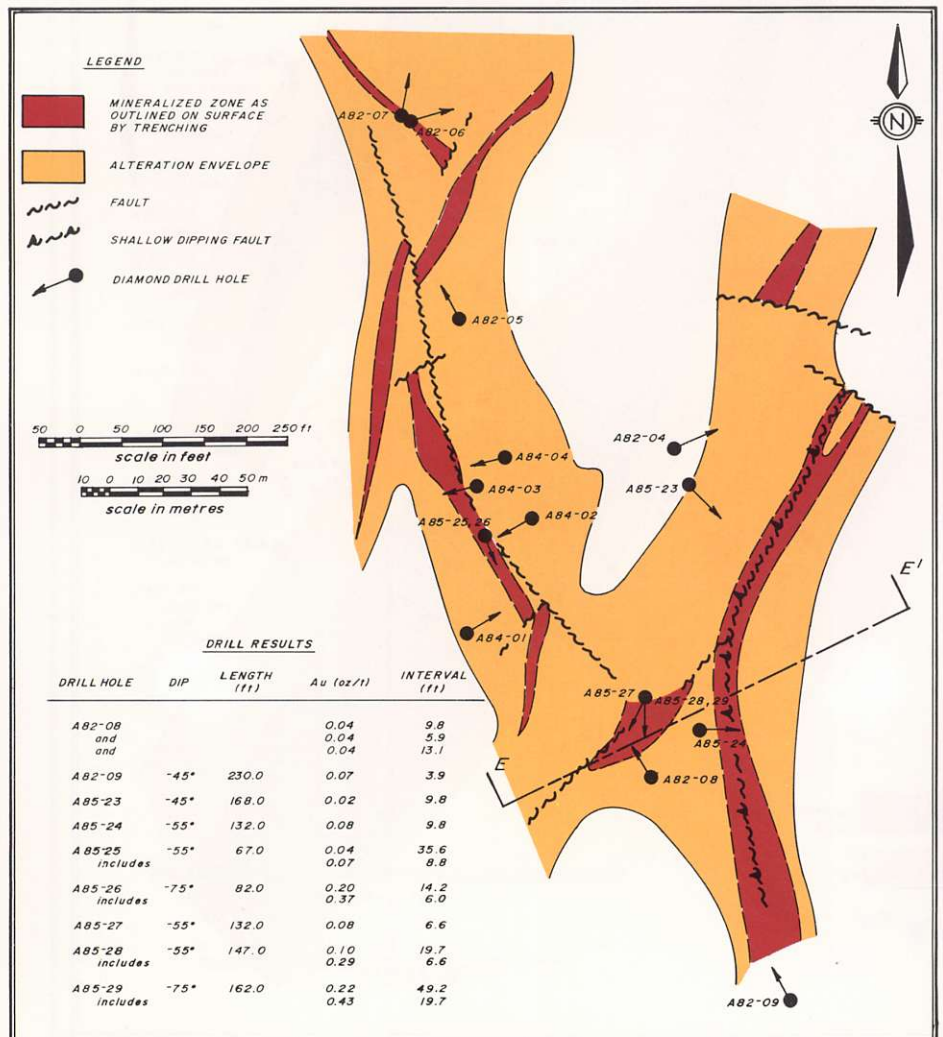 LEGEND
MINERALIZED ZONE AS
OUTLINED ON SURFACE
BY TRENCHING
ALTERATION ENVELOPE
FAULT
SHALLOW DIPPING FAULT
DIAMOND DRILL HOLE
N
50 0 50 100 150 200 250 ft
scale in feet
10 0 10 20 30 40 50 m
scale in metres
A82-07
A82-06
A82-05
A84-04
A84-03
A85-25,26
A84-02
A84-01
A82-04
A85-23
E'
A85-27
A85-28,29
A85-24
E
A82-08
A82-09
DRILL RESULTS
DRILL HOLE DIP LENGTH (ft) Au (oz/t) INTERVAL (ft)
A82-08 0.04 9.8
and 0.04 5.9
and 0.04 13.1
A82-09 -45° 230.0 0.07 3.9
A85-23 -45° 168.0 0.02 9.8
A85-24 -55° 132.0 0.08 9.8
A85-25 -55° 67.0 0.04 35.6
includes 0.07 8.8
A85-26 -75° 82.0 0.20 14.2
includes 0.37 6.0
A85-27 -55° 132.0 0.08 6.6
A85-28 -55° 147.0 0.10 19.7
includes 0.29 6.6
A85-29 -75° 162.0 0.22 49.2
includes 0.43 19.7